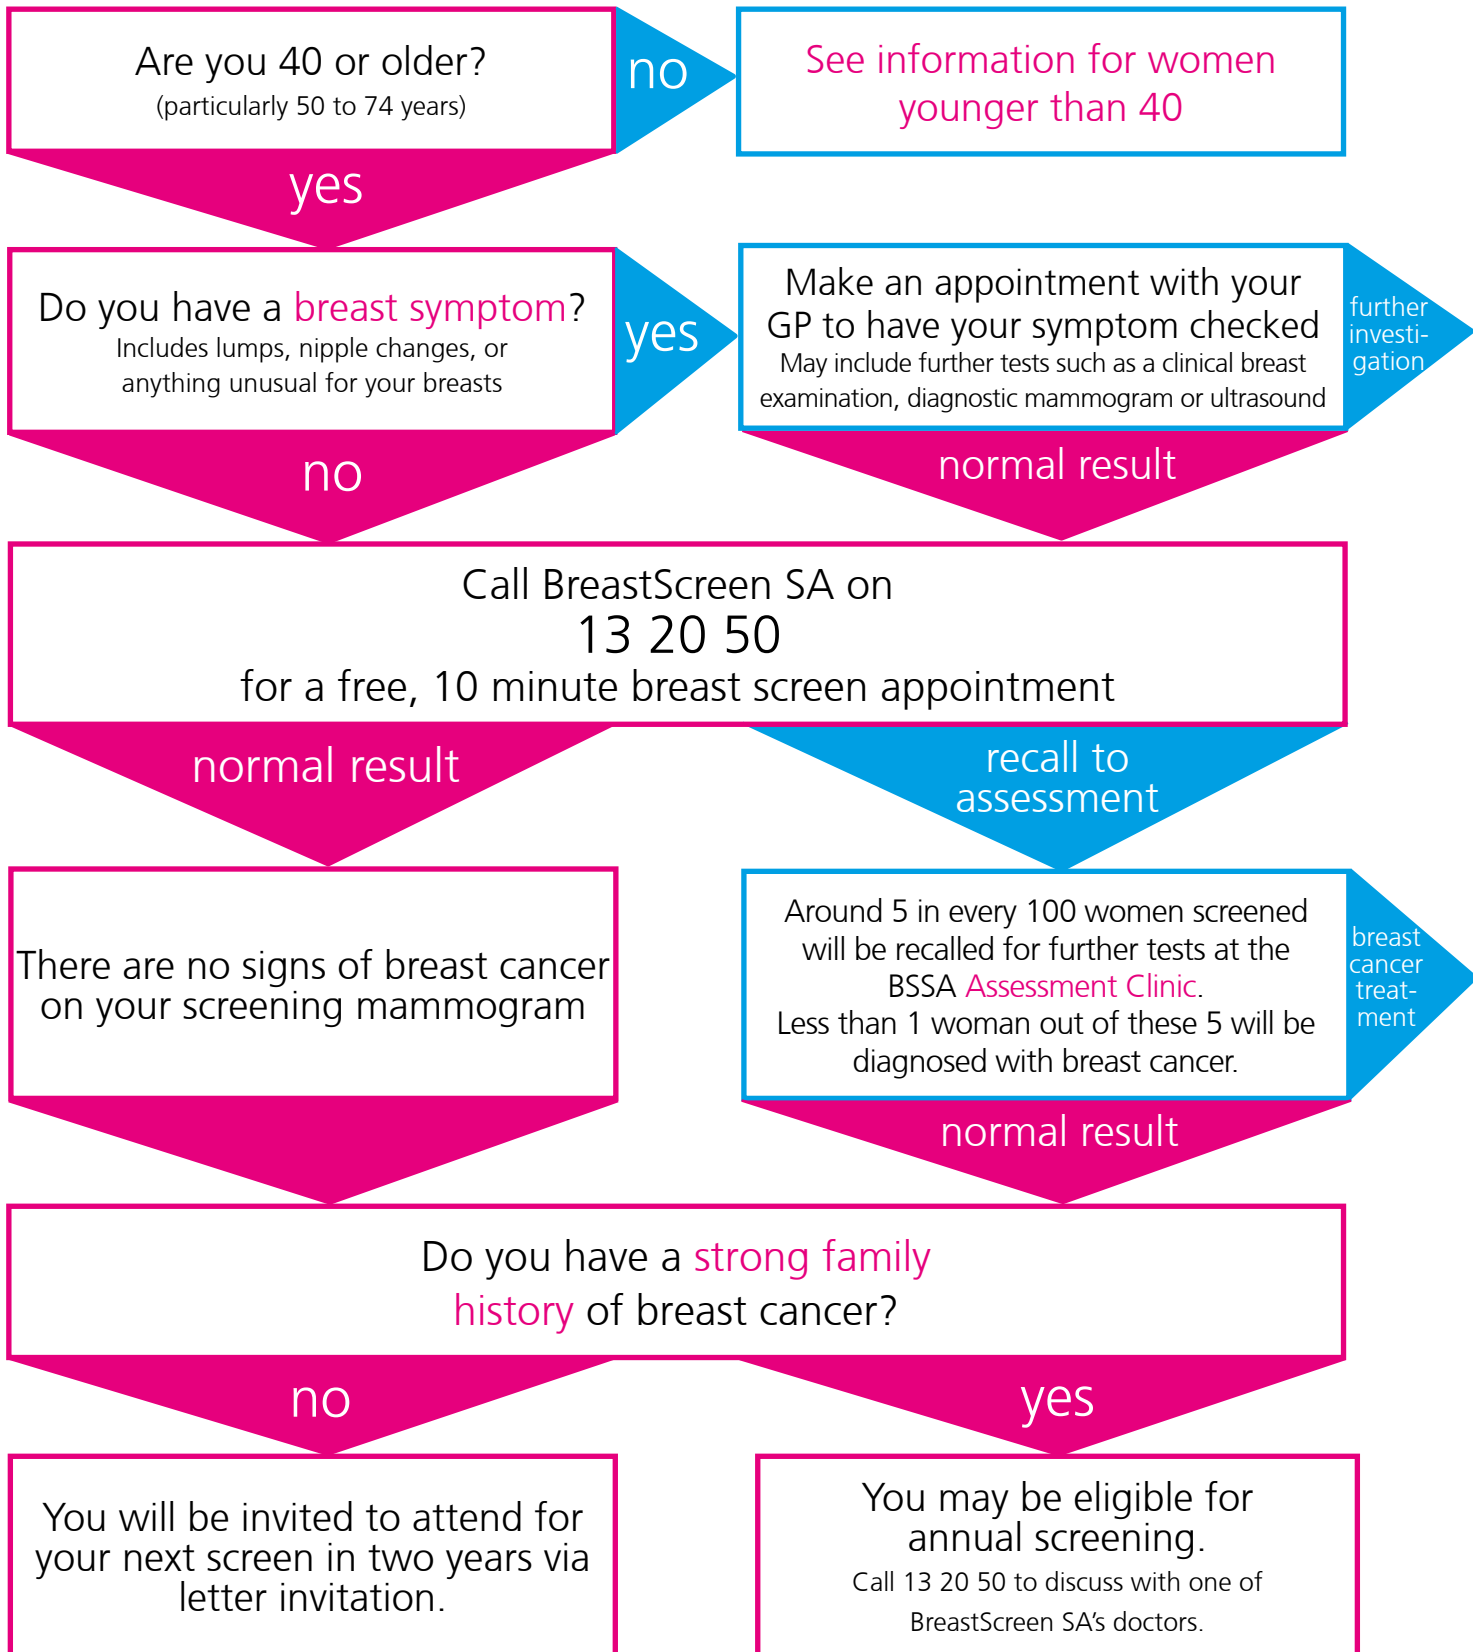 Are you 40 or older?
(particularly 50 to 74 years)
no
See information for women
younger than 40
yes
Do you have a breast symptom?
Includes lumps, nipple changes, or
anything unusual for your breasts
yes
Make an appointment with your
GP to have your symptom checked
May include further tests such as a clinical breast
examination, diagnostic mammogram or ultrasound
further
investi-
gation
no
normal result
Call BreastScreen SA on
13 20 50
for a free, 10 minute breast screen appointment
normal result
recall to
assessment
There are no signs of breast cancer
on your screening mammogram
Around 5 in every 100 women screened
will be recalled for further tests at the
BSSA Assessment Clinic.
Less than 1 woman out of these 5 will be
diagnosed with breast cancer.
breast
cancer
treat-
ment
normal result
Do you have a strong family
history of breast cancer?
no
yes
You will be invited to attend for
your next screen in two years via
letter invitation.
You may be eligible for
annual screening.
Call 13 20 50 to discuss with one of
BreastScreen SA's doctors.